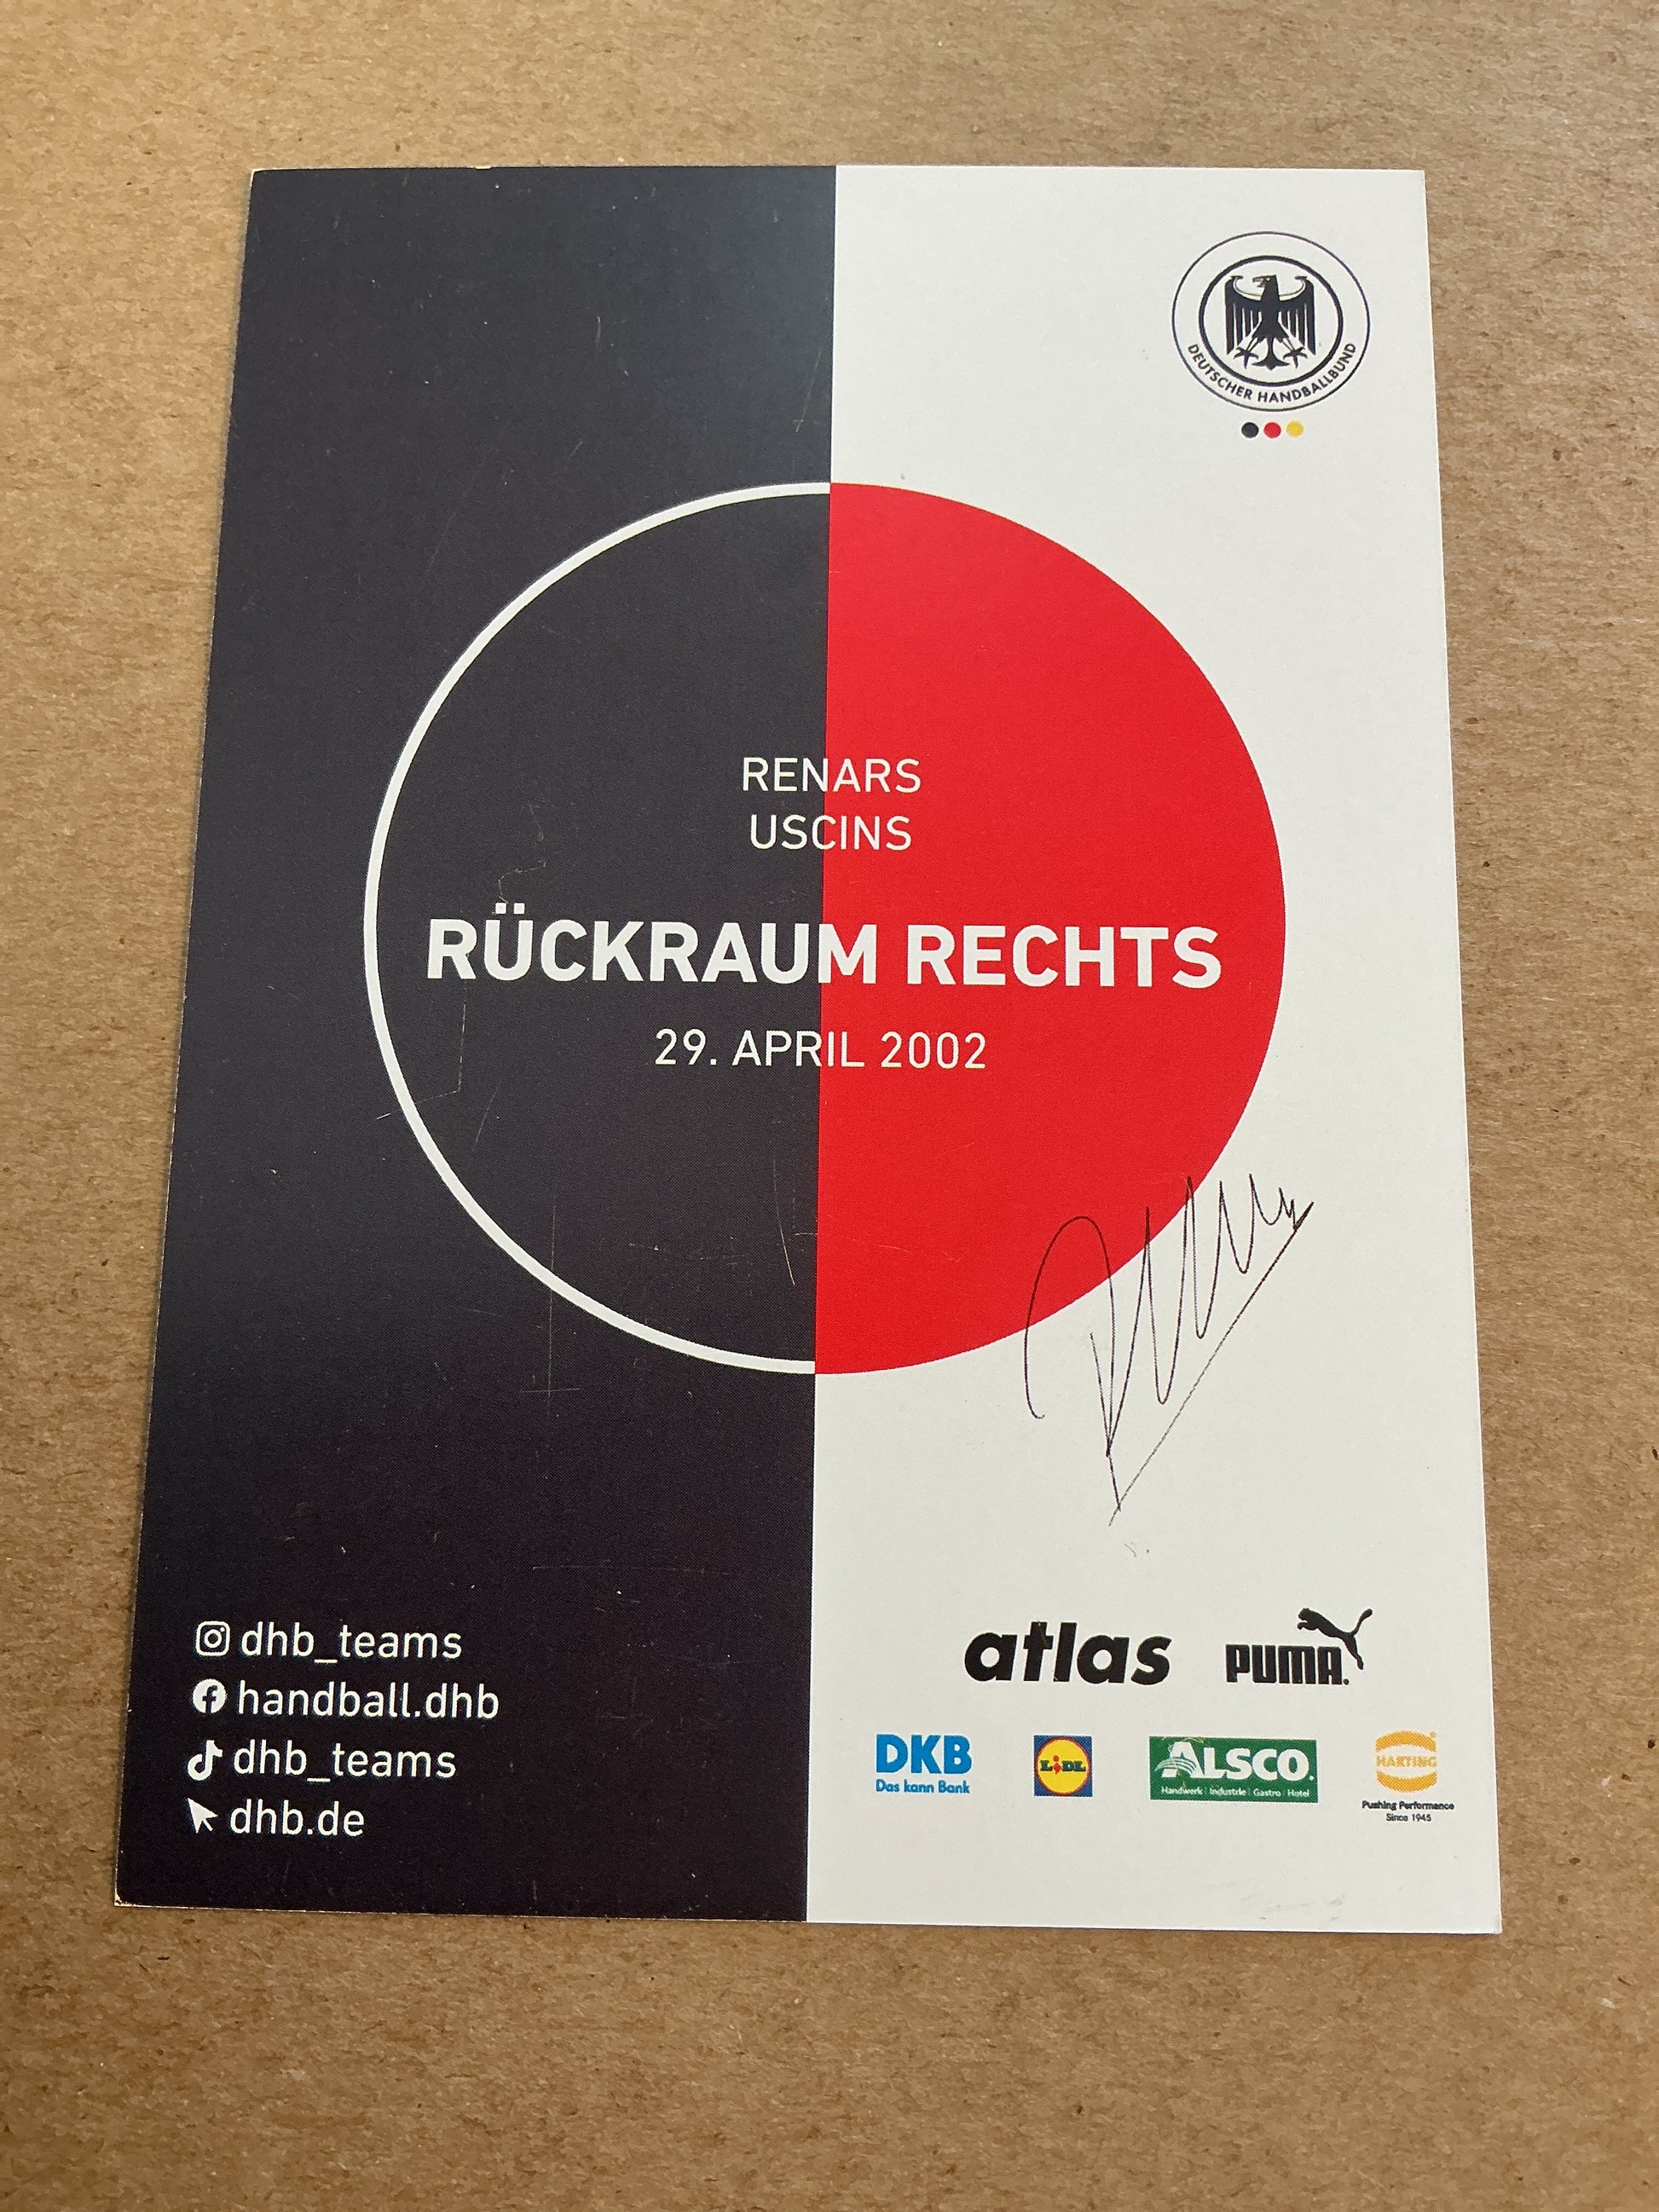 DEUTSCHER HANDBALLBUND
RENARS
USCINS
RÜCKRAUM RECHTS
29. APRIL 2002
dhb_teams
handball.dhb
dhb_teams
dhb.de
atlas PUMA
DKB
Das kann Bank
LIDL
ALSCO.
Handwerk | Industrie | Gastro | Hotel
HARTING
Pushing Performance
Since 1945